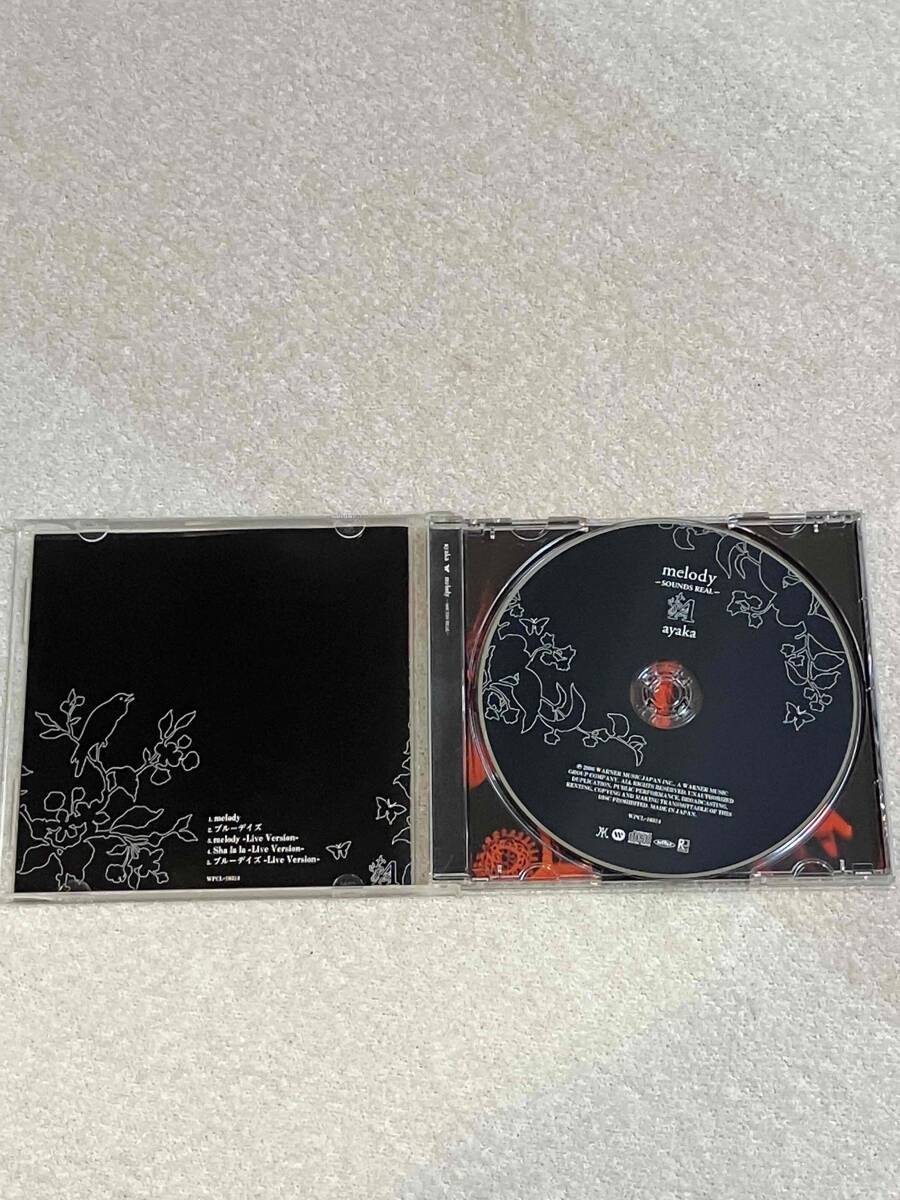 1. melody
2. ブルーデイズ
3. melody -Live Version-
4. Sha la la -Live Version-
5. ブルーデイズ -Live Version-
WPCL-10314
ayaka melody
melody
-SOUNDS REAL-
ayaka
℗ 2006 WARNER MUSIC JAPAN INC. A WARNER MUSIC
GROUP COMPANY. ALL RIGHTS RESERVED. UNAUTHORIZED
DUPLICATION, PUBLIC PERFORMANCE, BROADCASTING,
RENTING, COPYING AND MAKING TRANSMITTABLE OF THIS
DISC PROHIBITED. MADE IN JAPAN.
WPCL-10314